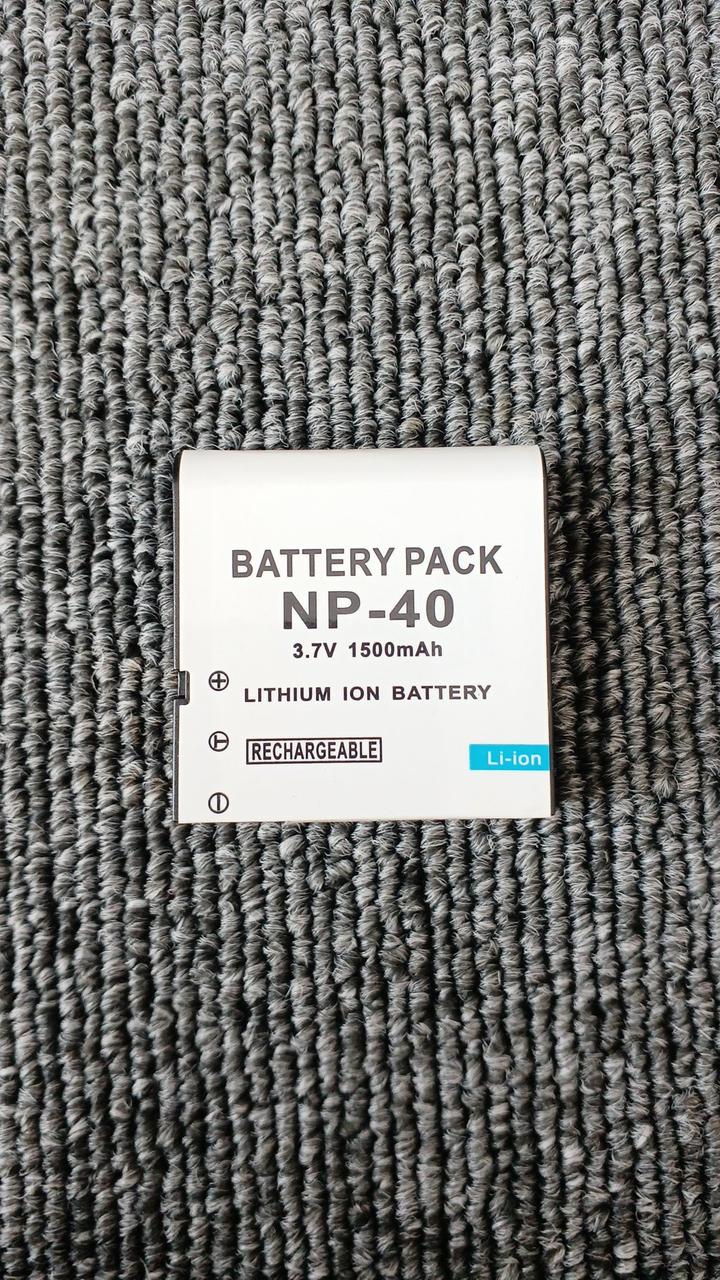 BATTERY PACK
NP-40
3.7V 1500mAh
LITHIUM ION BATTERY
RECHARGEABLE
Li-ion